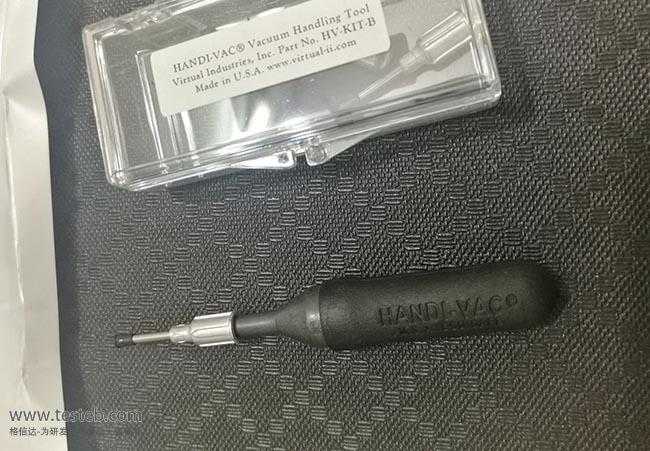 HANDI-VAC® Vacuum Handling Tool
Virtual Industries, Inc. Part No. HV-KIT-B
Made in U.S.A. www.virtual-ii.com
HANDI-VAC®
www.testeb.com
格信达-为研发